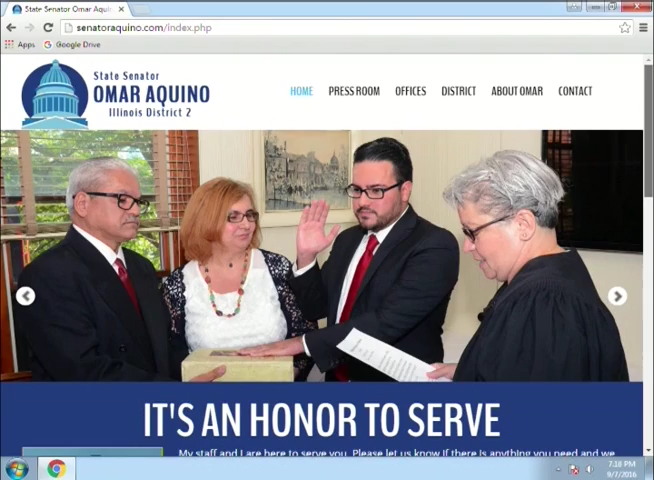 State Senator Omar Aquin
senatoraquino.com/index.php
Apps Google Drive
State Senator
OMAR AQUINO
Illinois District 2
HOME PRESS ROOM OFFICES DISTRICT ABOUT OMAR CONTACT
IT'S AN HONOR TO SERVE
My staff and I are here to serve you. Please let us know if there is anything you need and we
7:18 PM
9/7/2016